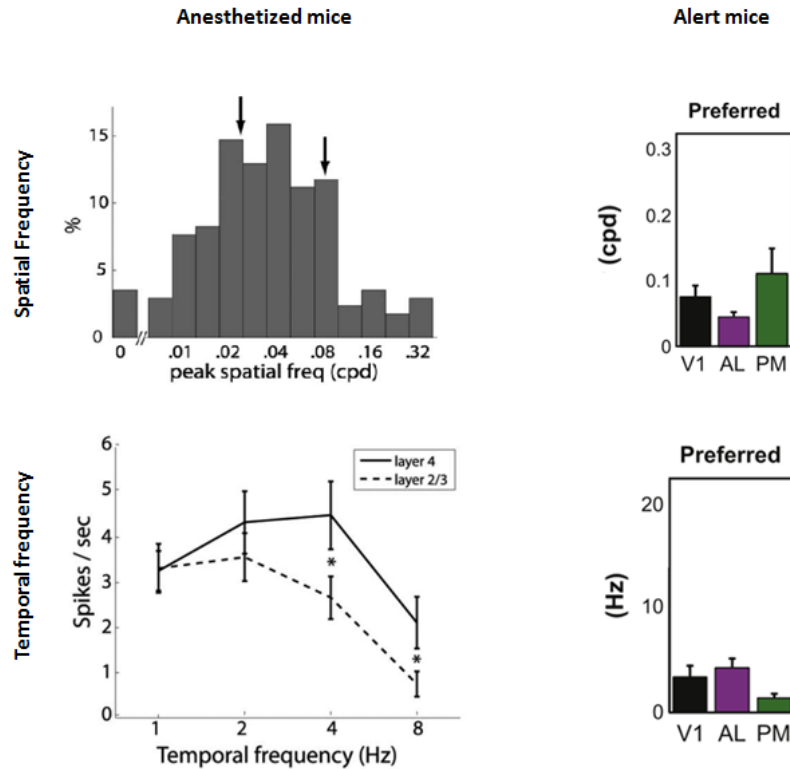 Anesthetized mice
Alert mice
Spatial Frequency
%
15
10
5
0
0 // .01 .02 .04 .08 .16 .32
peak spatial freq (cpd)
Preferred
(cpd)
0.3
0.2
0.1
0
V1 AL PM
Temporal frequency
Spikes / sec
6
5
4
3
2
1
0
layer 4
layer 2/3
*
*
1 2 4 8
Temporal frequency (Hz)
Preferred
(Hz)
20
10
0
V1 AL PM